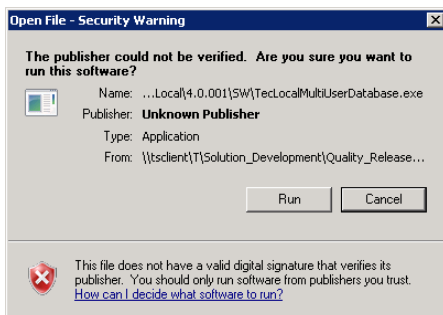 Open File - Security Warning
The publisher could not be verified. Are you sure you want to
run this software?
Name: ...Local\4.0.001\SW\TecLocalMultiUserDatabase.exe
Publisher: Unknown Publisher
Type: Application
From: \\tsclient\T\Solution_Development\Quality_Release...
Run Cancel
This file does not have a valid digital signature that verifies its
publisher. You should only run software from publishers you trust.
How can I decide what software to run?